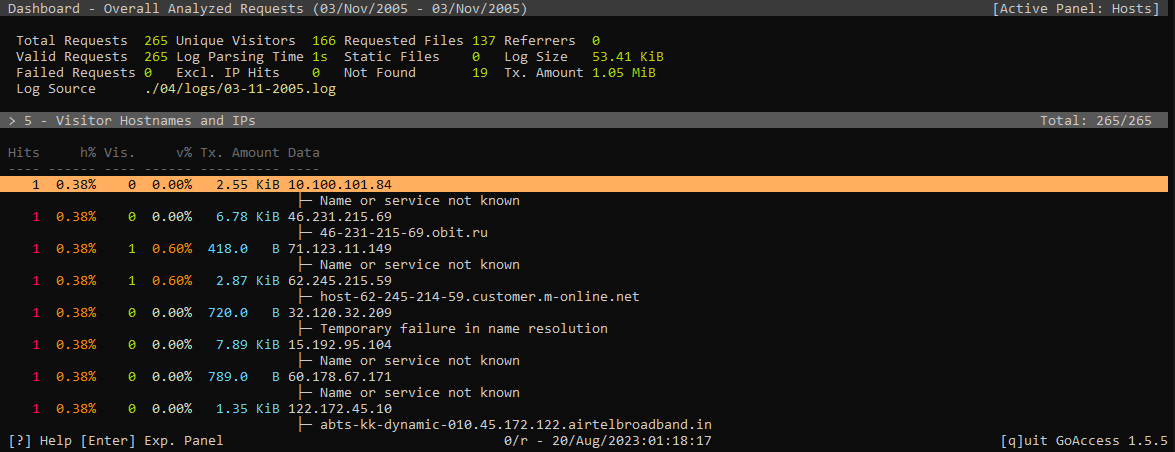 Dashboard - Overall Analyzed Requests (03/Nov/2005 - 03/Nov/2005) [Active Panel: Hosts]
Total Requests 265 Unique Visitors 166 Requested Files 137 Referrers 0
Valid Requests 265 Log Parsing Time 1s Static Files 0 Log Size 53.41 KiB
Failed Requests 0 Excl. IP Hits 0 Not Found 19 Tx. Amount 1.05 MiB
Log Source ./04/logs/03-11-2005.log
> 5 - Visitor Hostnames and IPs Total: 265/265
Hits h% Vis. v% Tx. Amount Data
---- ------ ---- ------ ---------- ----
1 0.38% 0 0.00% 2.55 KiB 10.100.101.84
├─ Name or service not known
1 0.38% 0 0.00% 6.78 KiB 46.231.215.69
├─ 46-231-215-69.obit.ru
1 0.38% 1 0.60% 418.0 B 71.123.11.149
├─ Name or service not known
1 0.38% 1 0.60% 2.87 KiB 62.245.215.59
├─ host-62-245-214-59.customer.m-online.net
1 0.38% 0 0.00% 720.0 B 32.120.32.209
├─ Temporary failure in name resolution
1 0.38% 0 0.00% 7.89 KiB 15.192.95.104
├─ Name or service not known
1 0.38% 0 0.00% 789.0 B 60.178.67.171
├─ Name or service not known
1 0.38% 0 0.00% 1.35 KiB 122.172.45.10
├─ abts-kk-dynamic-010.45.172.122.airtelbroadband.in
[?] Help [Enter] Exp. Panel 0/r - 20/Aug/2023:01:18:17 [q]uit GoAccess 1.5.5